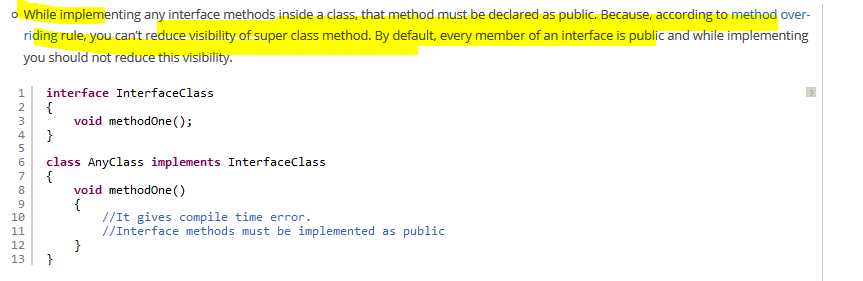 o While implementing any interface methods inside a class, that method must be declared as public. Because, according to method over-
riding rule, you can’t reduce visibility of super class method. By default, every member of an interface is public and while implementing
you should not reduce this visibility.
1 interface InterfaceClass
2 {
3     void methodOne();
4 }
5
6 class AnyClass implements InterfaceClass
7 {
8     void methodOne()
9     {
10         //It gives compile time error.
11         //Interface methods must be implemented as public
12     }
13 }
?